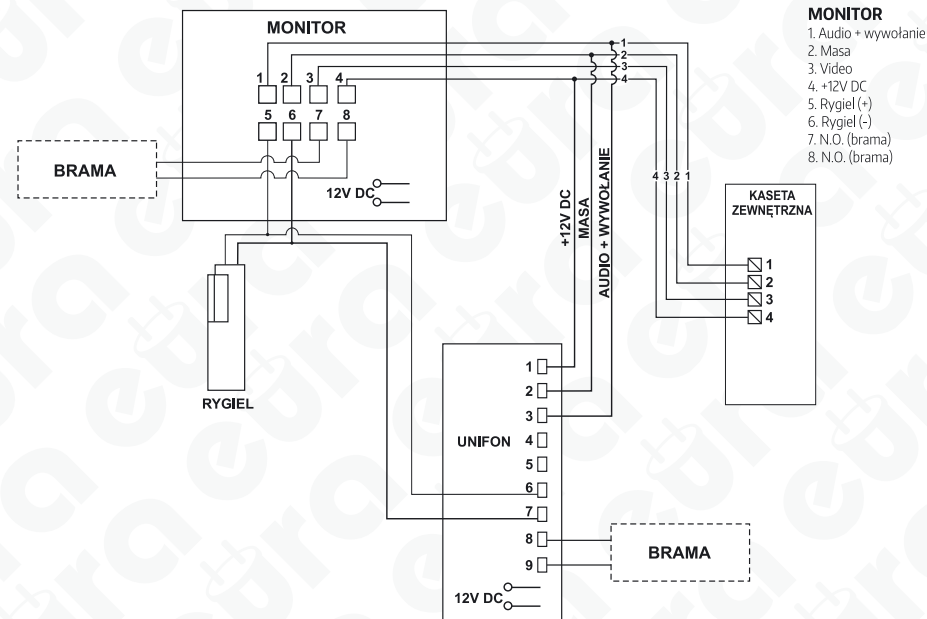 MONITOR
1 2 3 4
5 6 7 8
12V DC
BRAMA
RYGIEL
1
2
3
4
+12V DC
MASA
AUDIO + WYWOŁANIE
4 3 2 1
MONITOR
1. Audio + wywołanie
2. Masa
3. Video
4. +12V DC
5. Rygiel (+)
6. Rygiel (-)
7. N.O. (brama)
8. N.O. (brama)
KASETA
ZEWNĘTRZNA
1
2
3
4
UNIFON
1
2
3
4
5
6
7
8
9
12V DC
BRAMA
eura